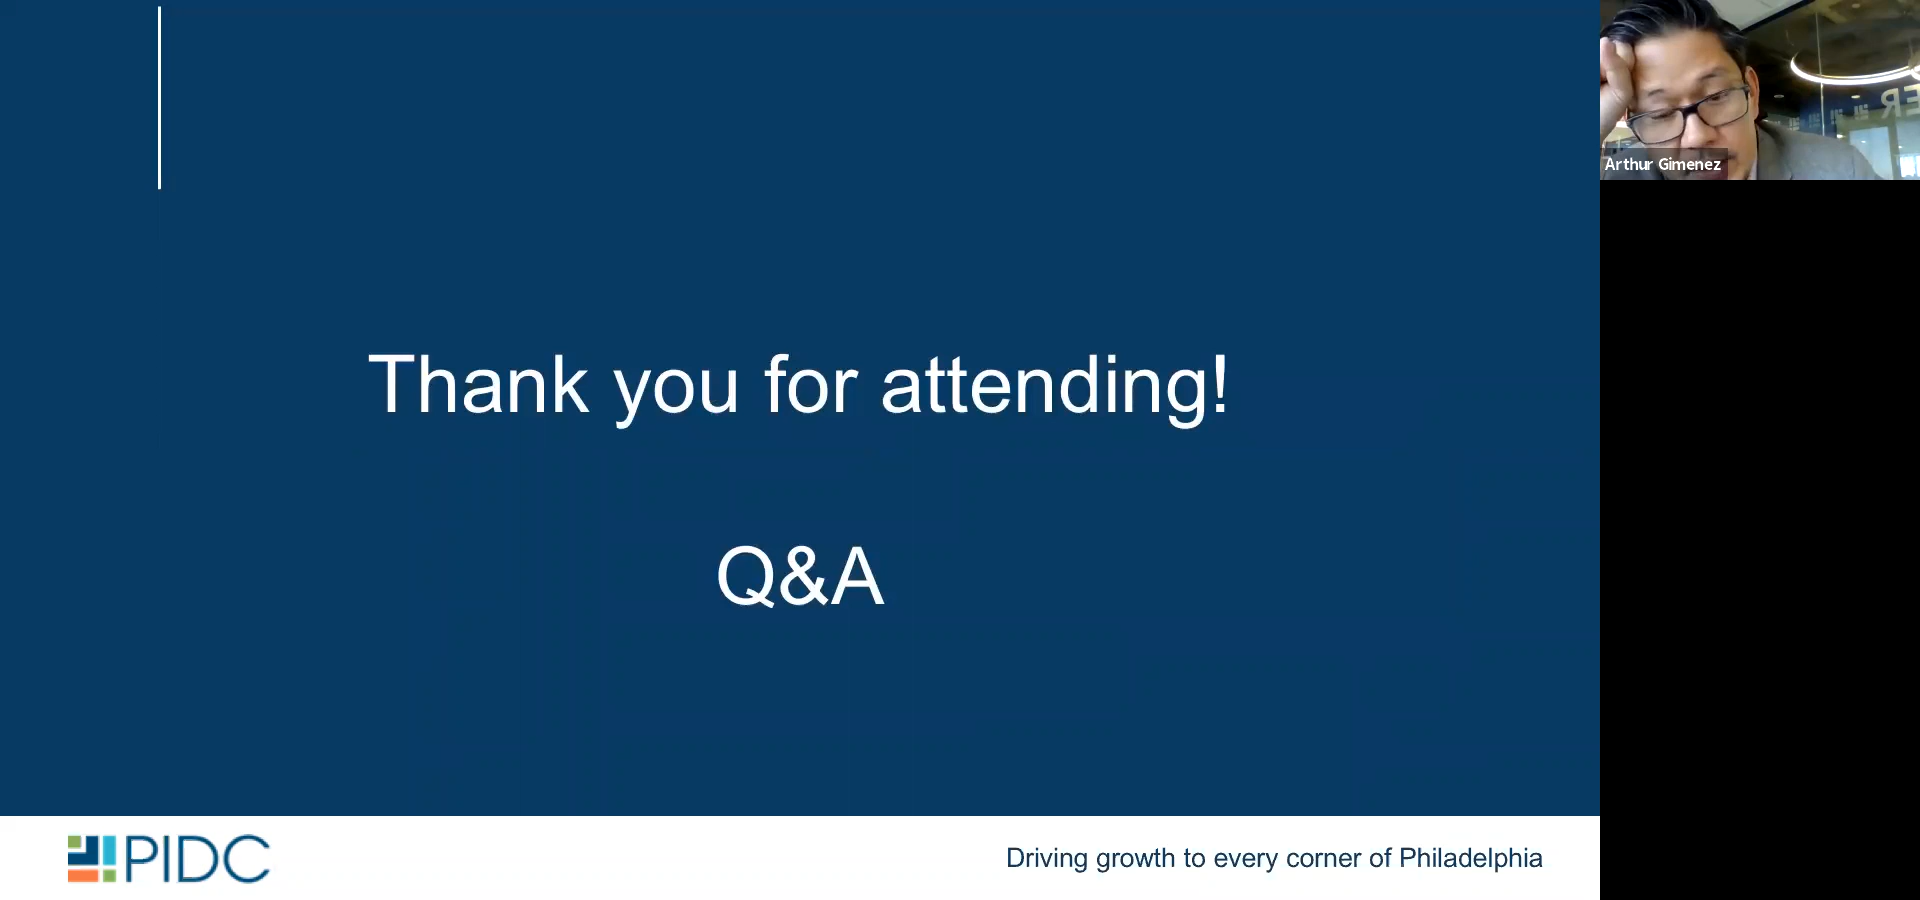 Thank you for attending!
Q&A
PIDC
Driving growth to every corner of Philadelphia
Arthur Gimenez